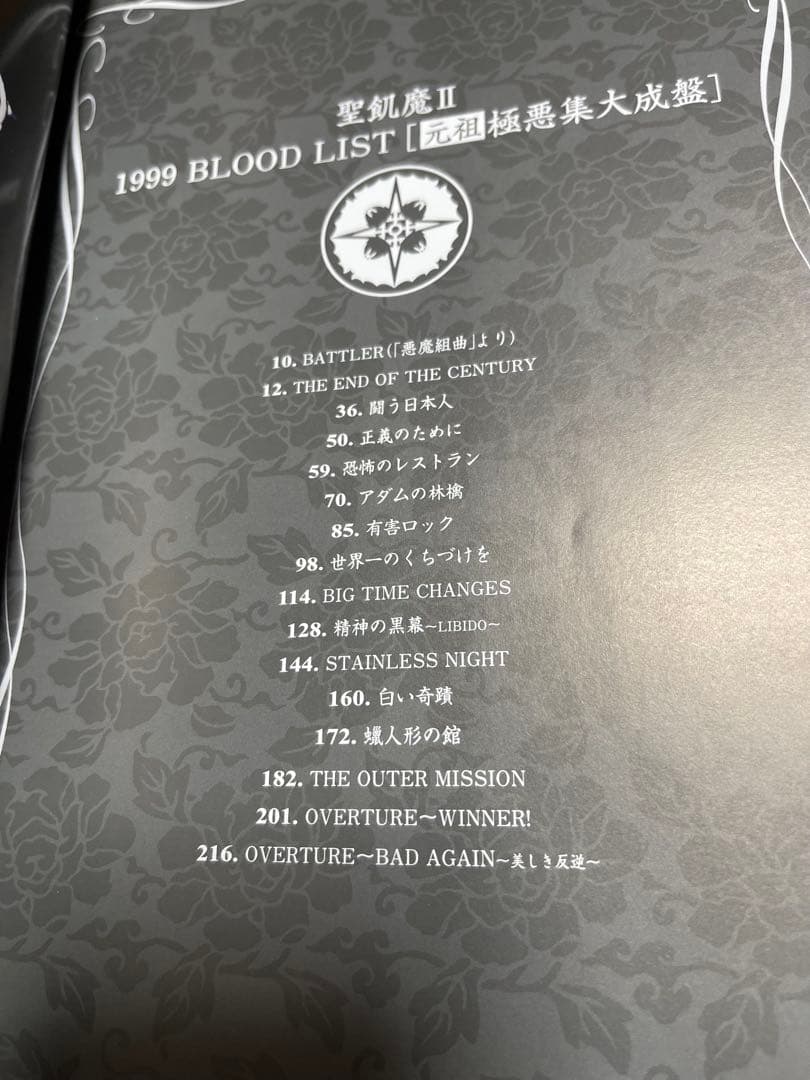 聖飢魔II
1999 BLOOD LIST [元祖極悪集大成盤]
10. BATTLER(「悪魔組曲」より)
12. THE END OF THE CENTURY
36. 闘う日本人
50. 正義のために
59. 恐怖のレストラン
70. アダムの林檎
85. 有害ロック
98. 世界一のくちづけを
114. BIG TIME CHANGES
128. 精神の黒幕~LIBIDO~
144. STAINLESS NIGHT
160. 白い奇蹟
172. 蠟人形の館
182. THE OUTER MISSION
201. OVERTURE~WINNER!
216. OVERTURE~BAD AGAIN~美しき反逆~